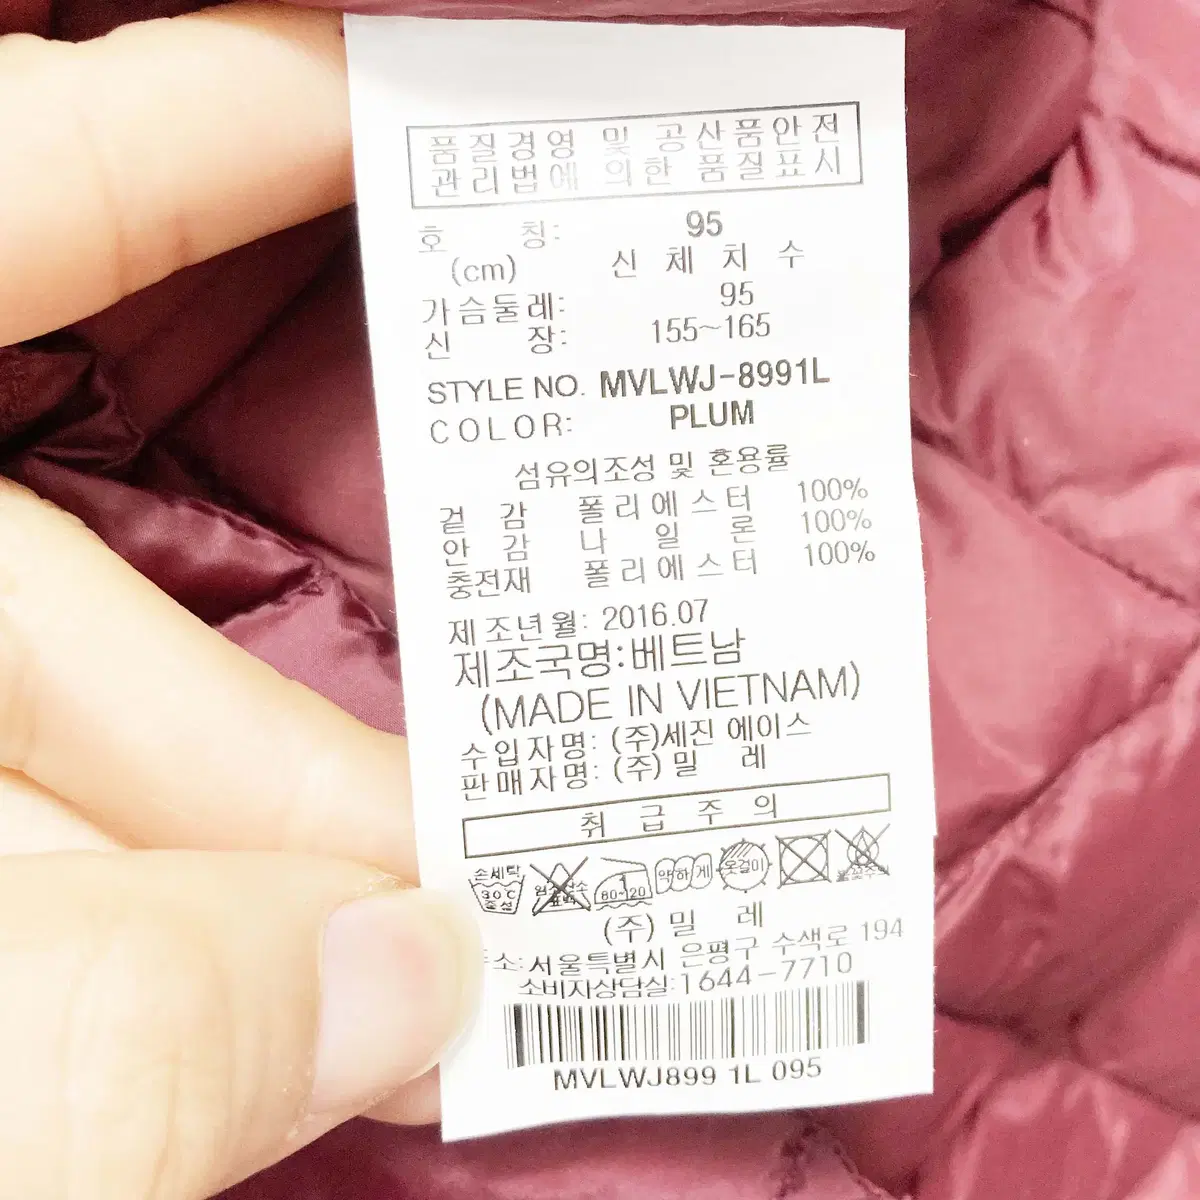 품질경영 및 공산품안전
관리법에 의한 품질표시
호 칭: 95
(cm) 신 체 치 수
가슴둘레: 95
신 장: 155~165
STYLE NO. MVLWJ-8991L
COLOR: PLUM
섬유의조성 및 혼용률
겉 감 폴리에스터 100%
안 감 나 일 론 100%
충전재 폴리에스터 100%
제조년월: 2016.07
제조국명:베트남
(MADE IN VIETNAM)
수입자명: (주)세진 에이스
판매자명: (주) 밀 레
취 급 주 의
손세탁 30℃ 중성 80~120 약하게 옷걸이
(주) 밀 레
주소:서울특별시 은평구 수색로 194
소비자상담실:1644-7710
MVLWJ899 1L 095